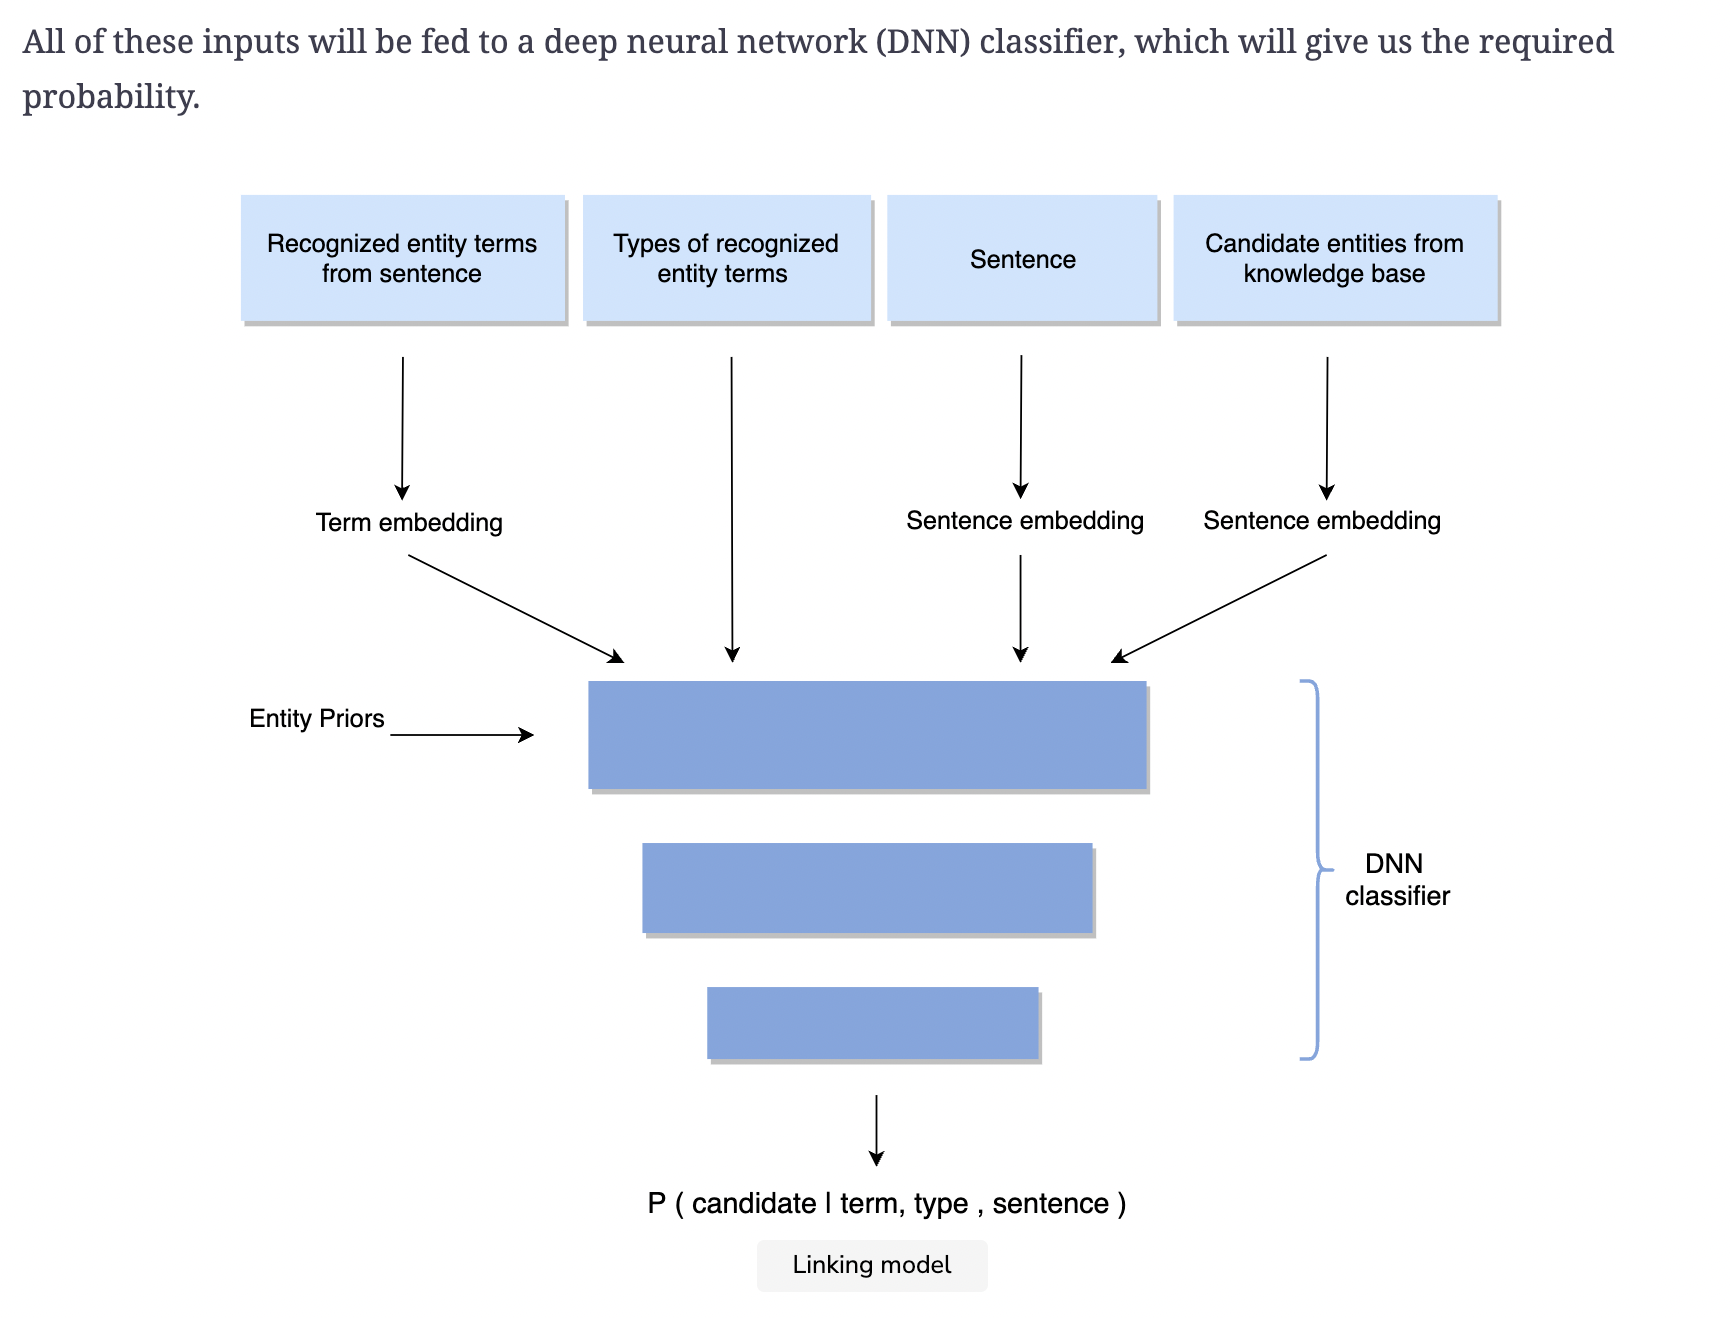 All of these inputs will be fed to a deep neural network (DNN) classifier, which will give us the required
probability.
Recognized entity terms
from sentence
Types of recognized
entity terms
Sentence
Candidate entities from
knowledge base
Term embedding
Sentence embedding
Sentence embedding
Entity Priors
DNN
classifier
P ( candidate | term, type , sentence )
Linking model